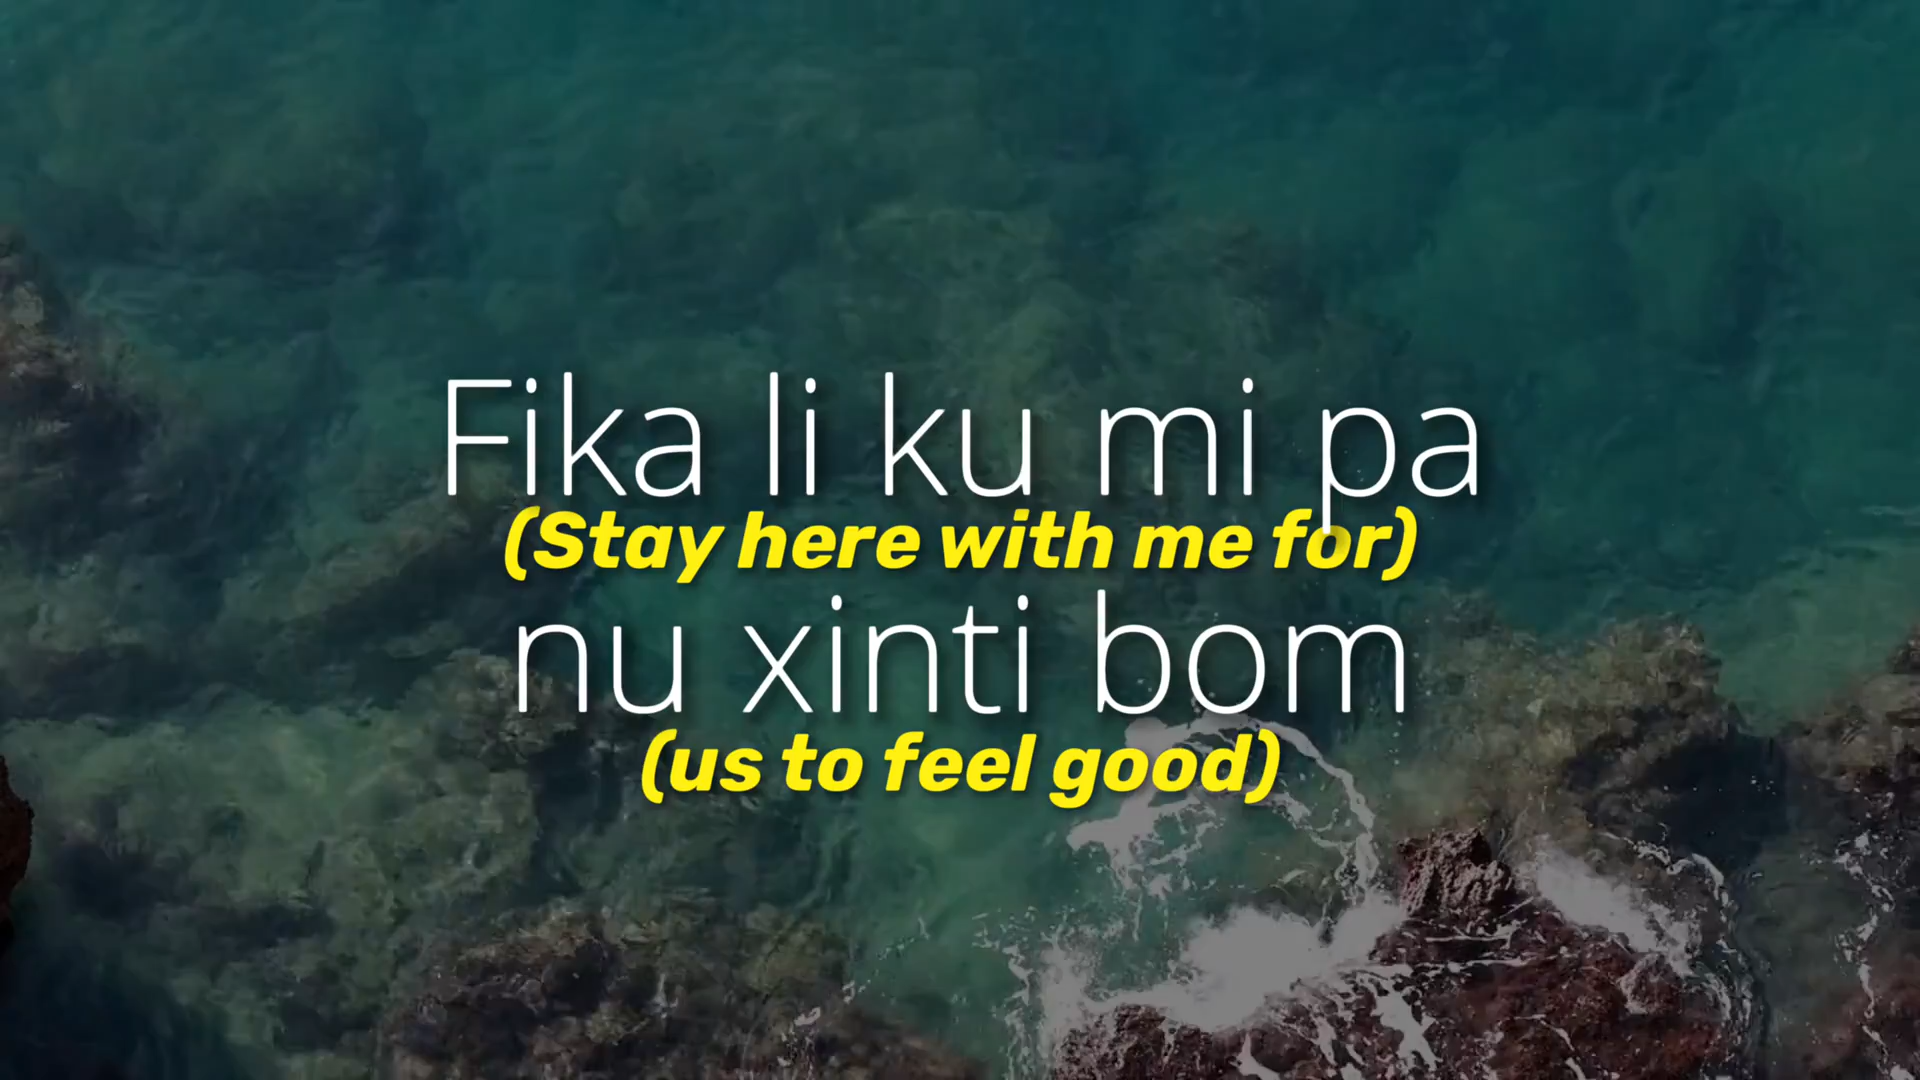 Fika li ku mi pa
(Stay here with me for)
nu xinti bom
(us to feel good)